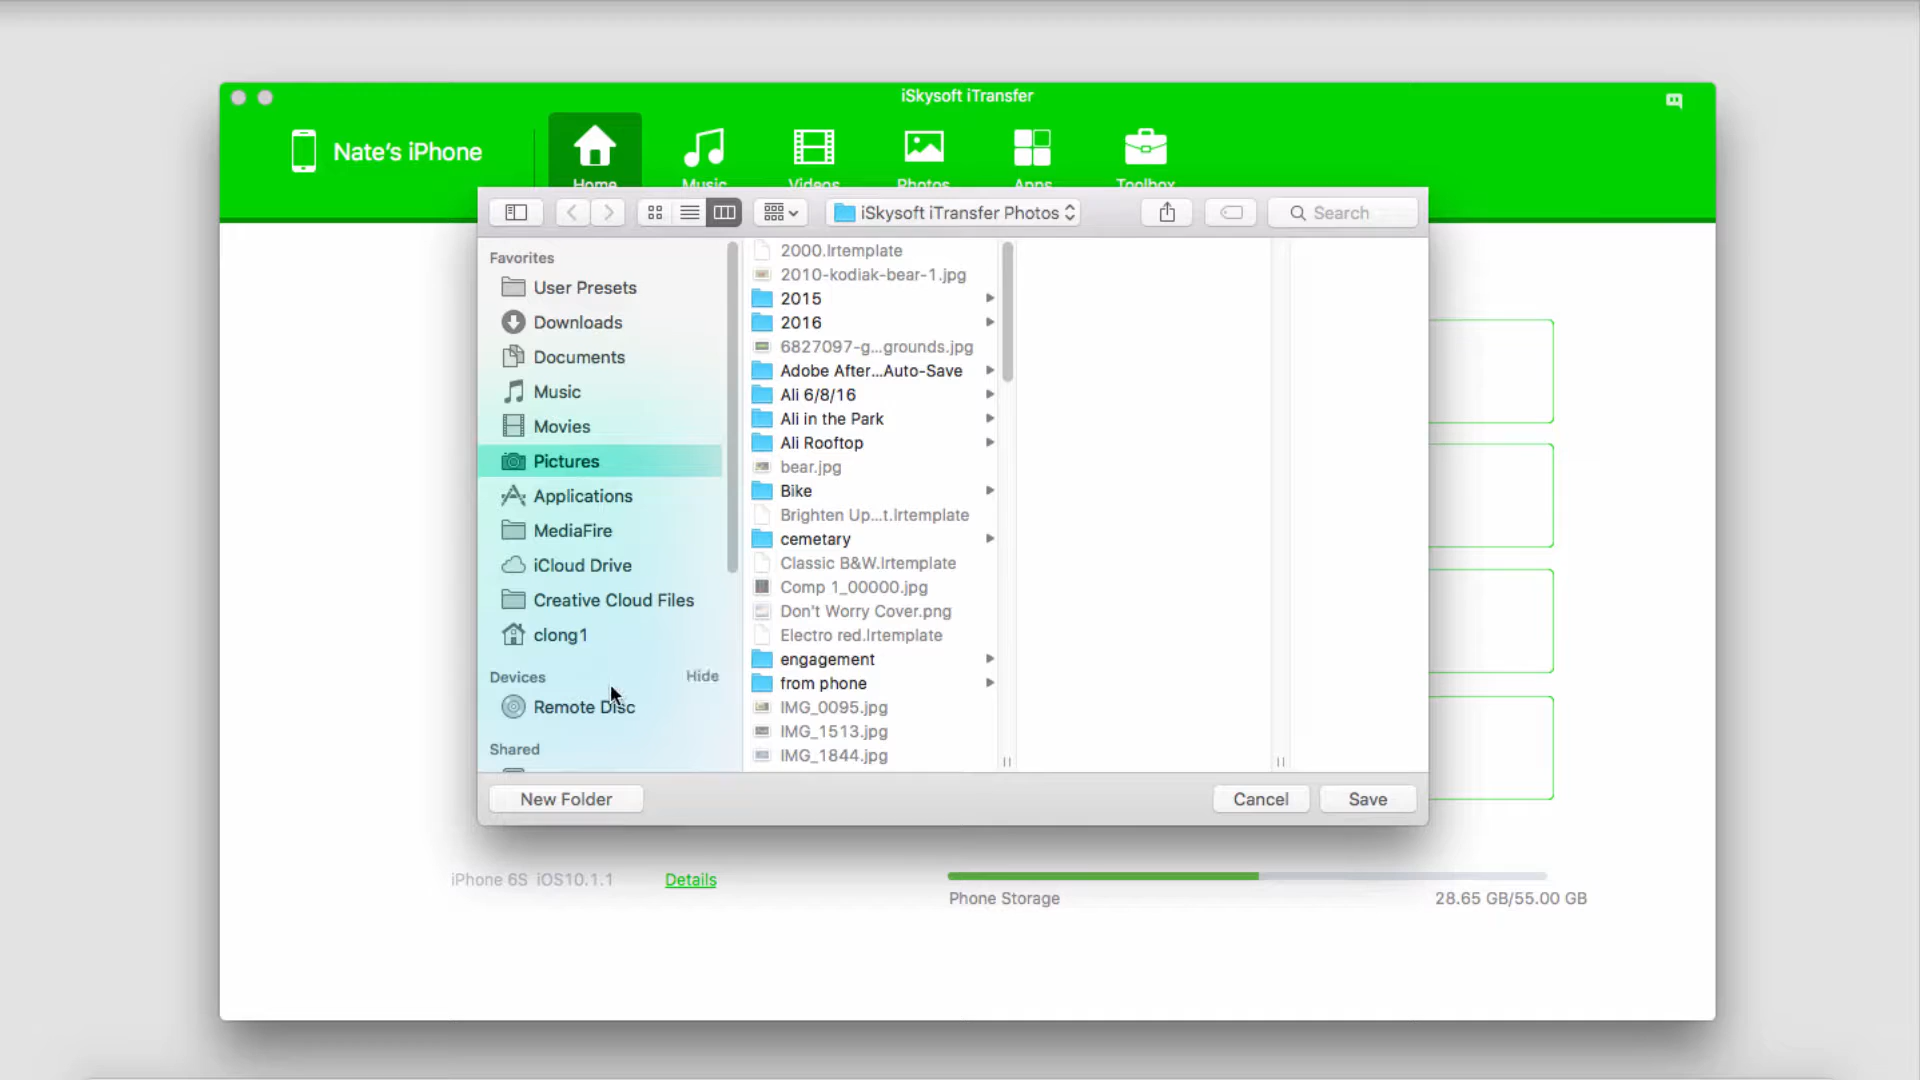 iSkysoft iTransfer
Nate's iPhone
Home
Music
Videos
Photos
Apps
Toolbox
iSkysoft iTransfer Photos
Search
Favorites
User Presets
Downloads
Documents
Music
Movies
Pictures
Applications
MediaFire
iCloud Drive
Creative Cloud Files
clong1
Devices
Hide
Remote Disc
Shared
2000.lrtemplate
2010-kodiak-bear-1.jpg
2015
2016
6827097-g...grounds.jpg
Adobe After...Auto-Save
Ali 6/8/16
Ali in the Park
Ali Rooftop
bear.jpg
Bike
Brighten Up...t.lrtemplate
cemetary
Classic B&W.lrtemplate
Comp 1_00000.jpg
Don't Worry Cover.png
Electro red.lrtemplate
engagement
from phone
IMG_0095.jpg
IMG_1513.jpg
IMG_1844.jpg
New Folder
Cancel
Save
iPhone 6S iOS10.1.1
Details
Phone Storage
28.65 GB/55.00 GB